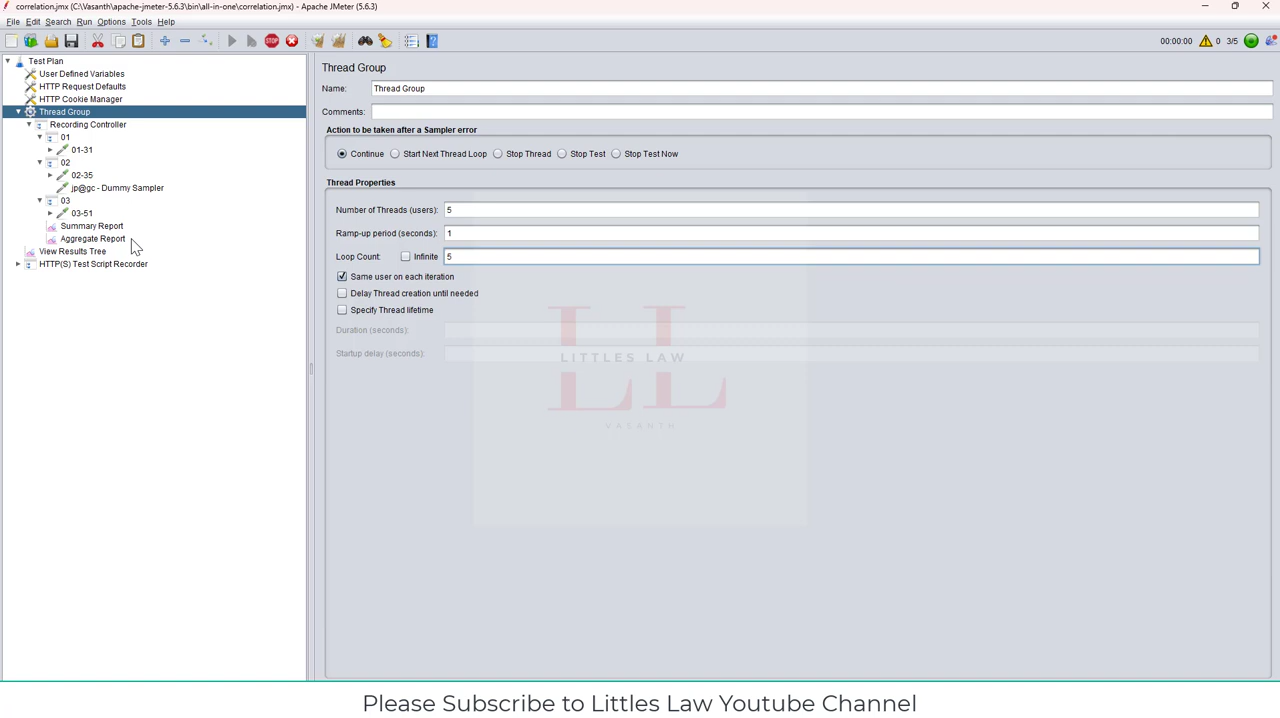 correlation.jmx (C:\Vasanth\apache-jmeter-5.6.3\bin\all-in-one\correlation.jmx) - Apache JMeter (5.6.3)
File Edit Search Run Options Tools Help
00:00:00 0 3/5
Test Plan
User Defined Variables
HTTP Request Defaults
HTTP Cookie Manager
Thread Group
Recording Controller
01
01-31
02
02-35
jp@gc - Dummy Sampler
03
03-51
Summary Report
Aggregate Report
View Results Tree
HTTP(S) Test Script Recorder
Thread Group
Name: Thread Group
Comments:
Action to be taken after a Sampler error
Continue Start Next Thread Loop Stop Thread Stop Test Stop Test Now
Thread Properties
Number of Threads (users): 5
Ramp-up period (seconds): 1
Loop Count: Infinite 5
Same user on each iteration
Delay Thread creation until needed
Specify Thread lifetime
Duration (seconds):
Startup delay (seconds):
LITTLES LAW
VASANTH
Please Subscribe to Littles Law Youtube Channel